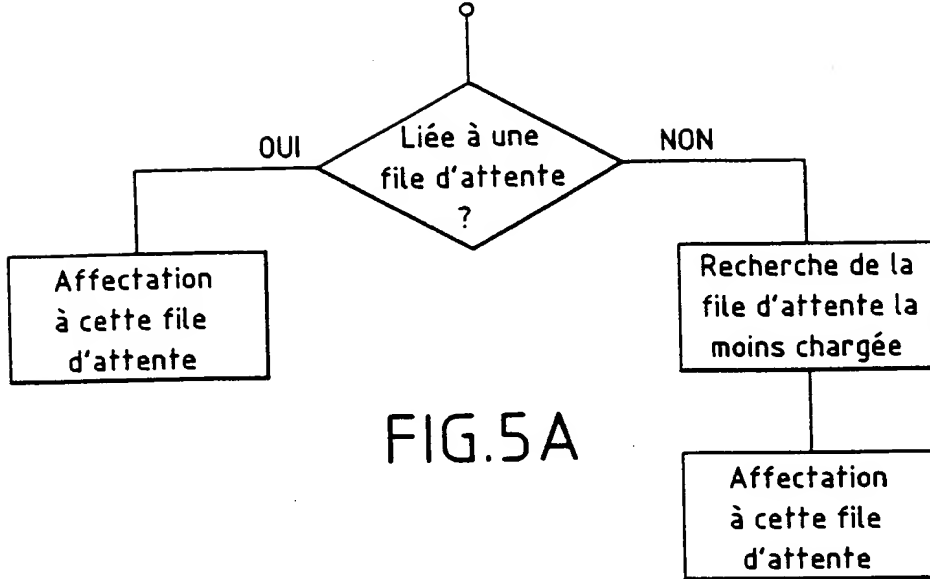 Liée à une
file d'attente
?
OUI
NON
Affectation
à cette file
d'attente
Recherche de la
file d'attente la
moins chargée
Affectation
à cette file
d'attente
FIG.5A